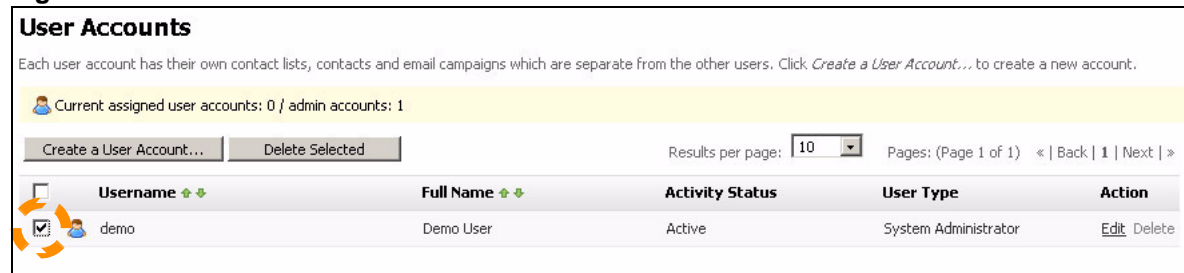 User Accounts
Each user account has their own contact lists, contacts and email campaigns which are separate from the other users. Click Create a User Account... to create a new account.
Current assigned user accounts: 0 / admin accounts: 1
Create a User Account... Delete Selected Results per page: 10 Pages: (Page 1 of 1) « | Back | 1 | Next | »
Username Full Name Activity Status User Type Action
demo Demo User Active System Administrator Edit Delete